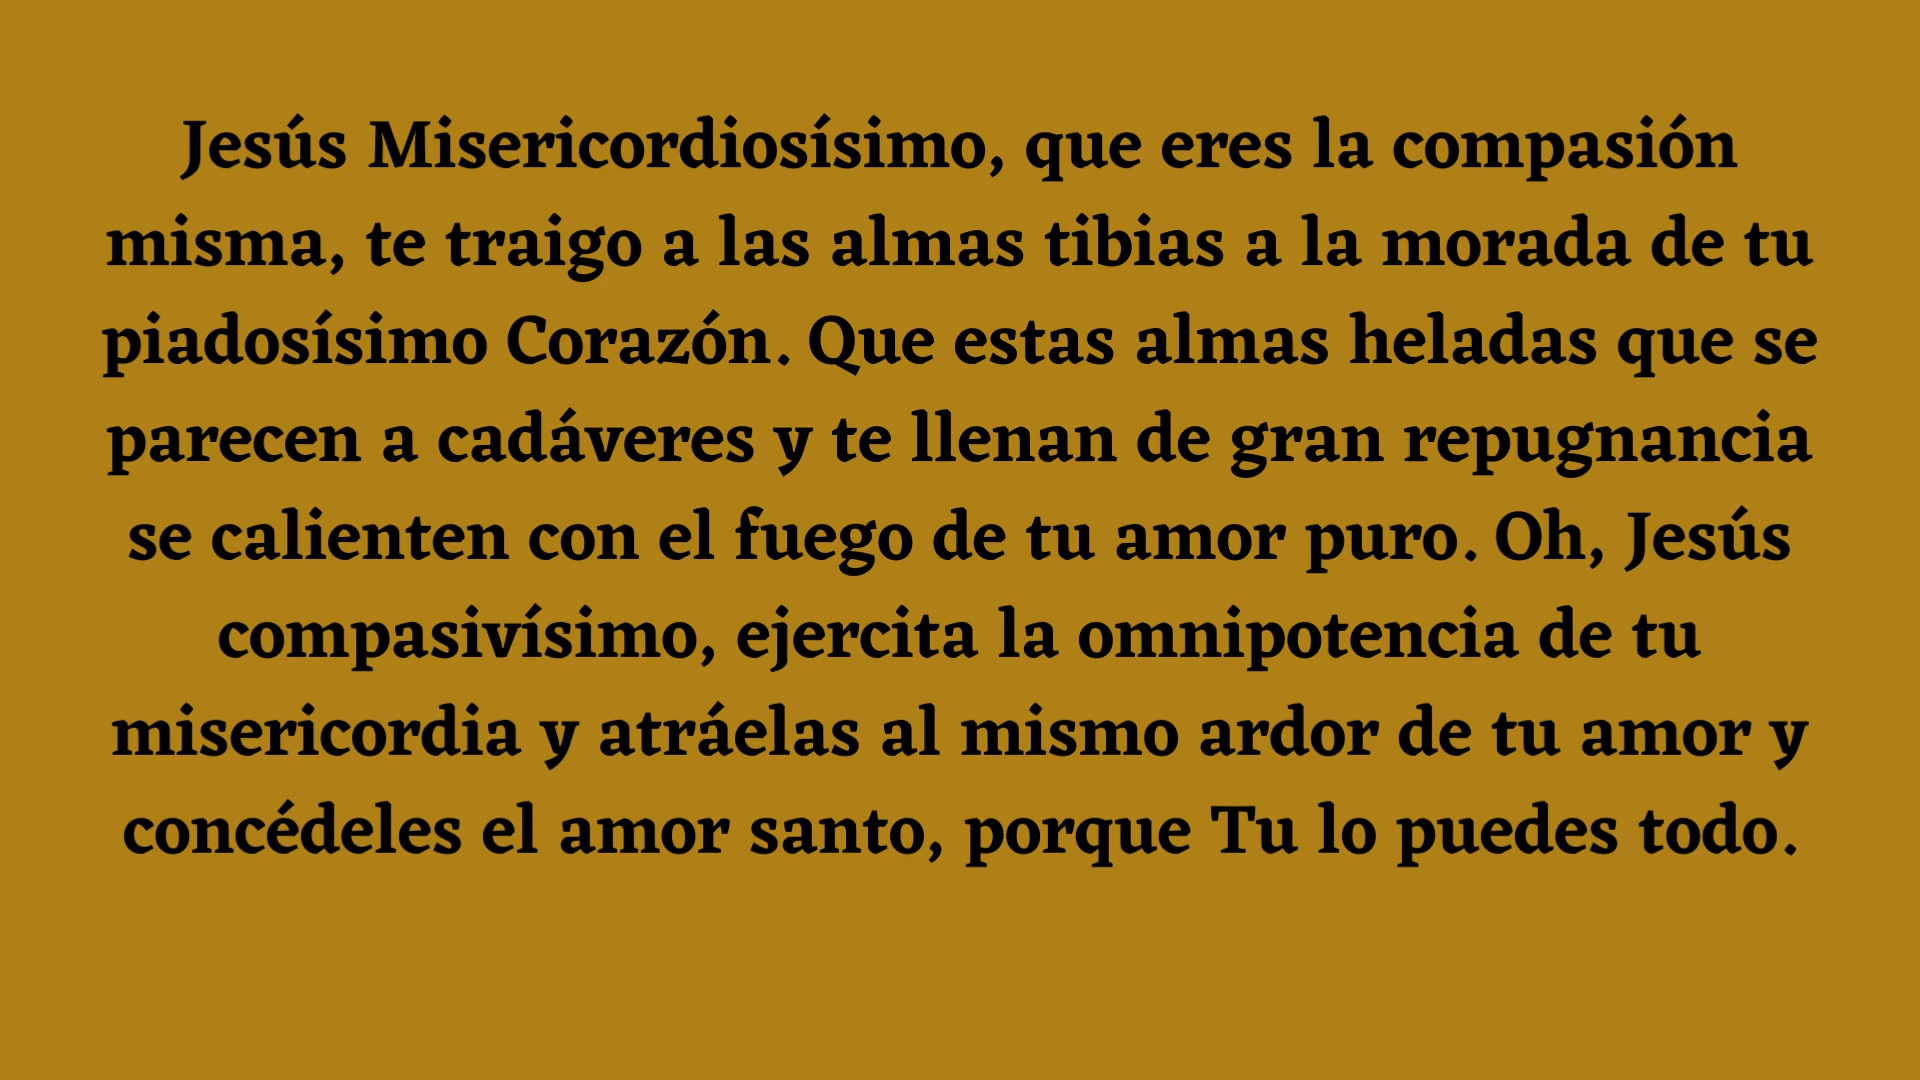 Jesús Misericordiosísimo, que eres la compasión
misma, te traigo a las almas tibias a la morada de tu
piadosísimo Corazón. Que estas almas heladas que se
parecen a cadáveres y te llenan de gran repugnancia
se calienten con el fuego de tu amor puro. Oh, Jesús
compasivísimo, ejercita la omnipotencia de tu
misericordia y atráelas al mismo ardor de tu amor y
concédeles el amor santo, porque Tu lo puedes todo.